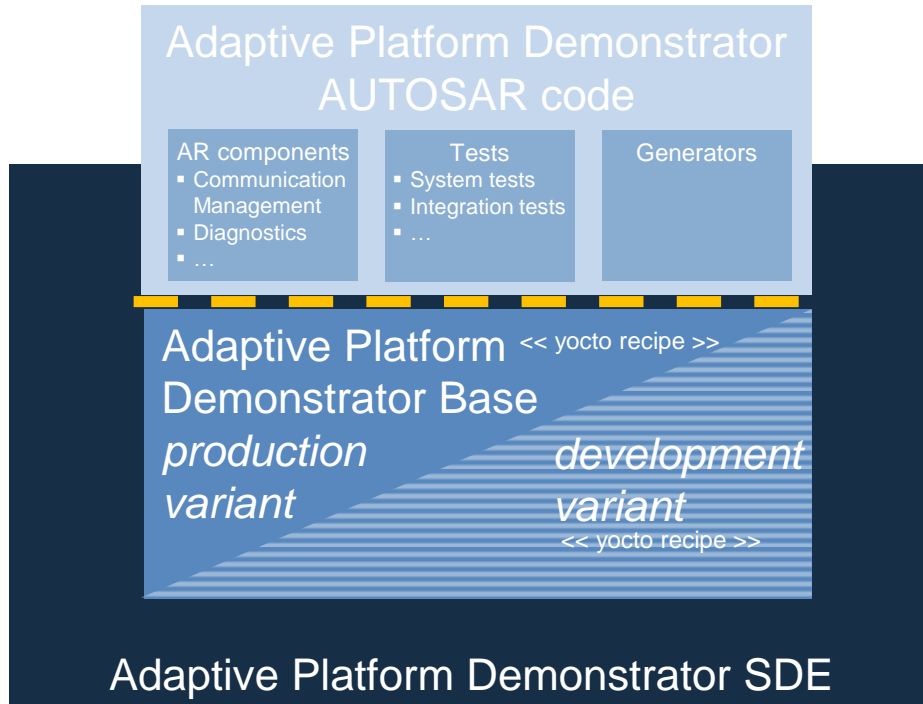 Adaptive Platform Demonstrator
AUTOSAR code
AR components
▪ Communication
Management
▪ Diagnostics
▪ …
Tests
▪ System tests
▪ Integration tests
▪ …
Generators
Adaptive Platform << yocto recipe >>
Demonstrator Base
production
variant
development
variant
<< yocto recipe >>
Adaptive Platform Demonstrator SDE